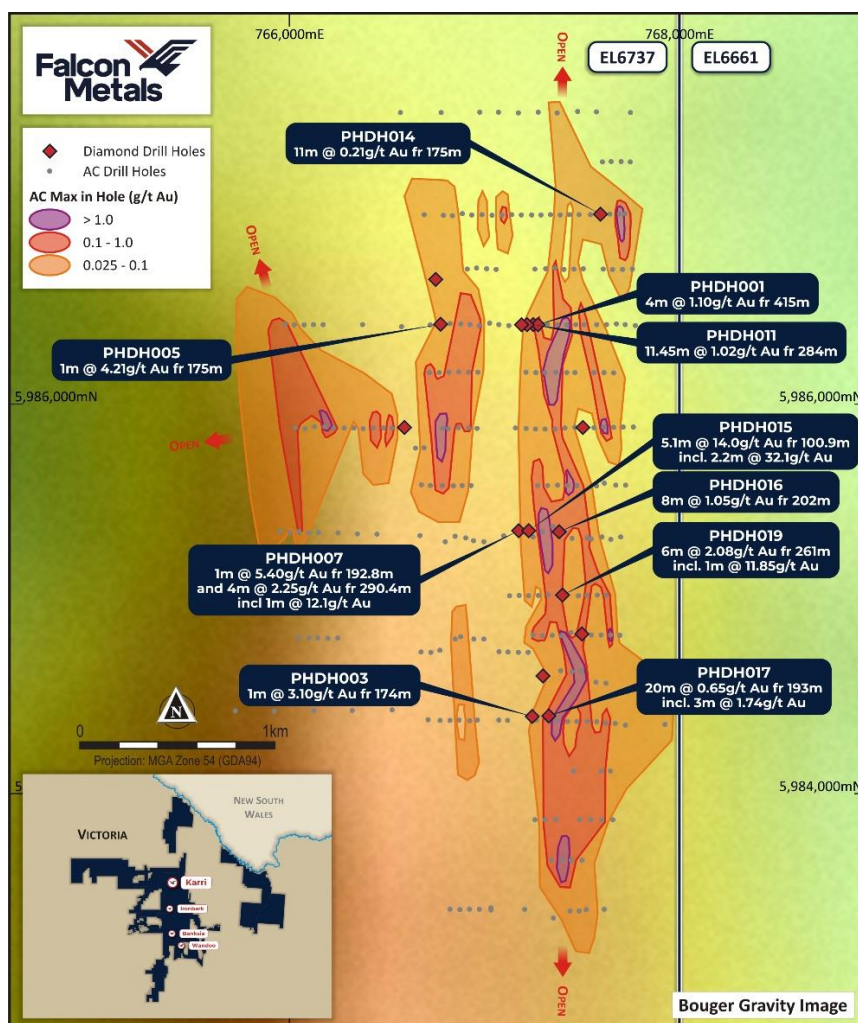 766,000mE
768,000mE
Falcon
Metals
OPEN
EL6737
EL6661
OPEN
PHDH014
11m @ 0.21g/t Au fr 175m
Diamond Drill Holes
AC Drill Holes
AC Max in Hole (g/t Au)
> 1.0
0.1 - 1.0
0.025 - 0.1
PHDH001
4m @ 1.10g/t Au fr 415m
PHDH011
11.45m @ 1.02g/t Au fr 284m
PHDH005
1m @ 4.21g/t Au fr 175m
5,986,000mN
5,986,000mN
OPEN
PHDH015
5.1m @ 14.0g/t Au fr 100.9m
incl. 2.2m @ 32.1g/t Au
PHDH016
8m @ 1.05g/t Au fr 202m
PHDH007
1m @ 5.40g/t Au fr 192.8m
and 4m @ 2.25g/t Au fr 290.4m
incl 1m @ 12.1g/t Au
PHDH019
6m @ 2.08g/t Au fr 261m
incl. 1m @ 11.85g/t Au
PHDH003
1m @ 3.10g/t Au fr 174m
PHDH017
20m @ 0.65g/t Au fr 193m
incl. 3m @ 1.74g/t Au
N
0 1km
Projection: MGA Zone 54 (GDA94)
5,984,000mN
NEW SOUTH
WALES
VICTORIA
Karri
Ironbark
Banksia
Wandoo
OPEN
Bouger Gravity Image